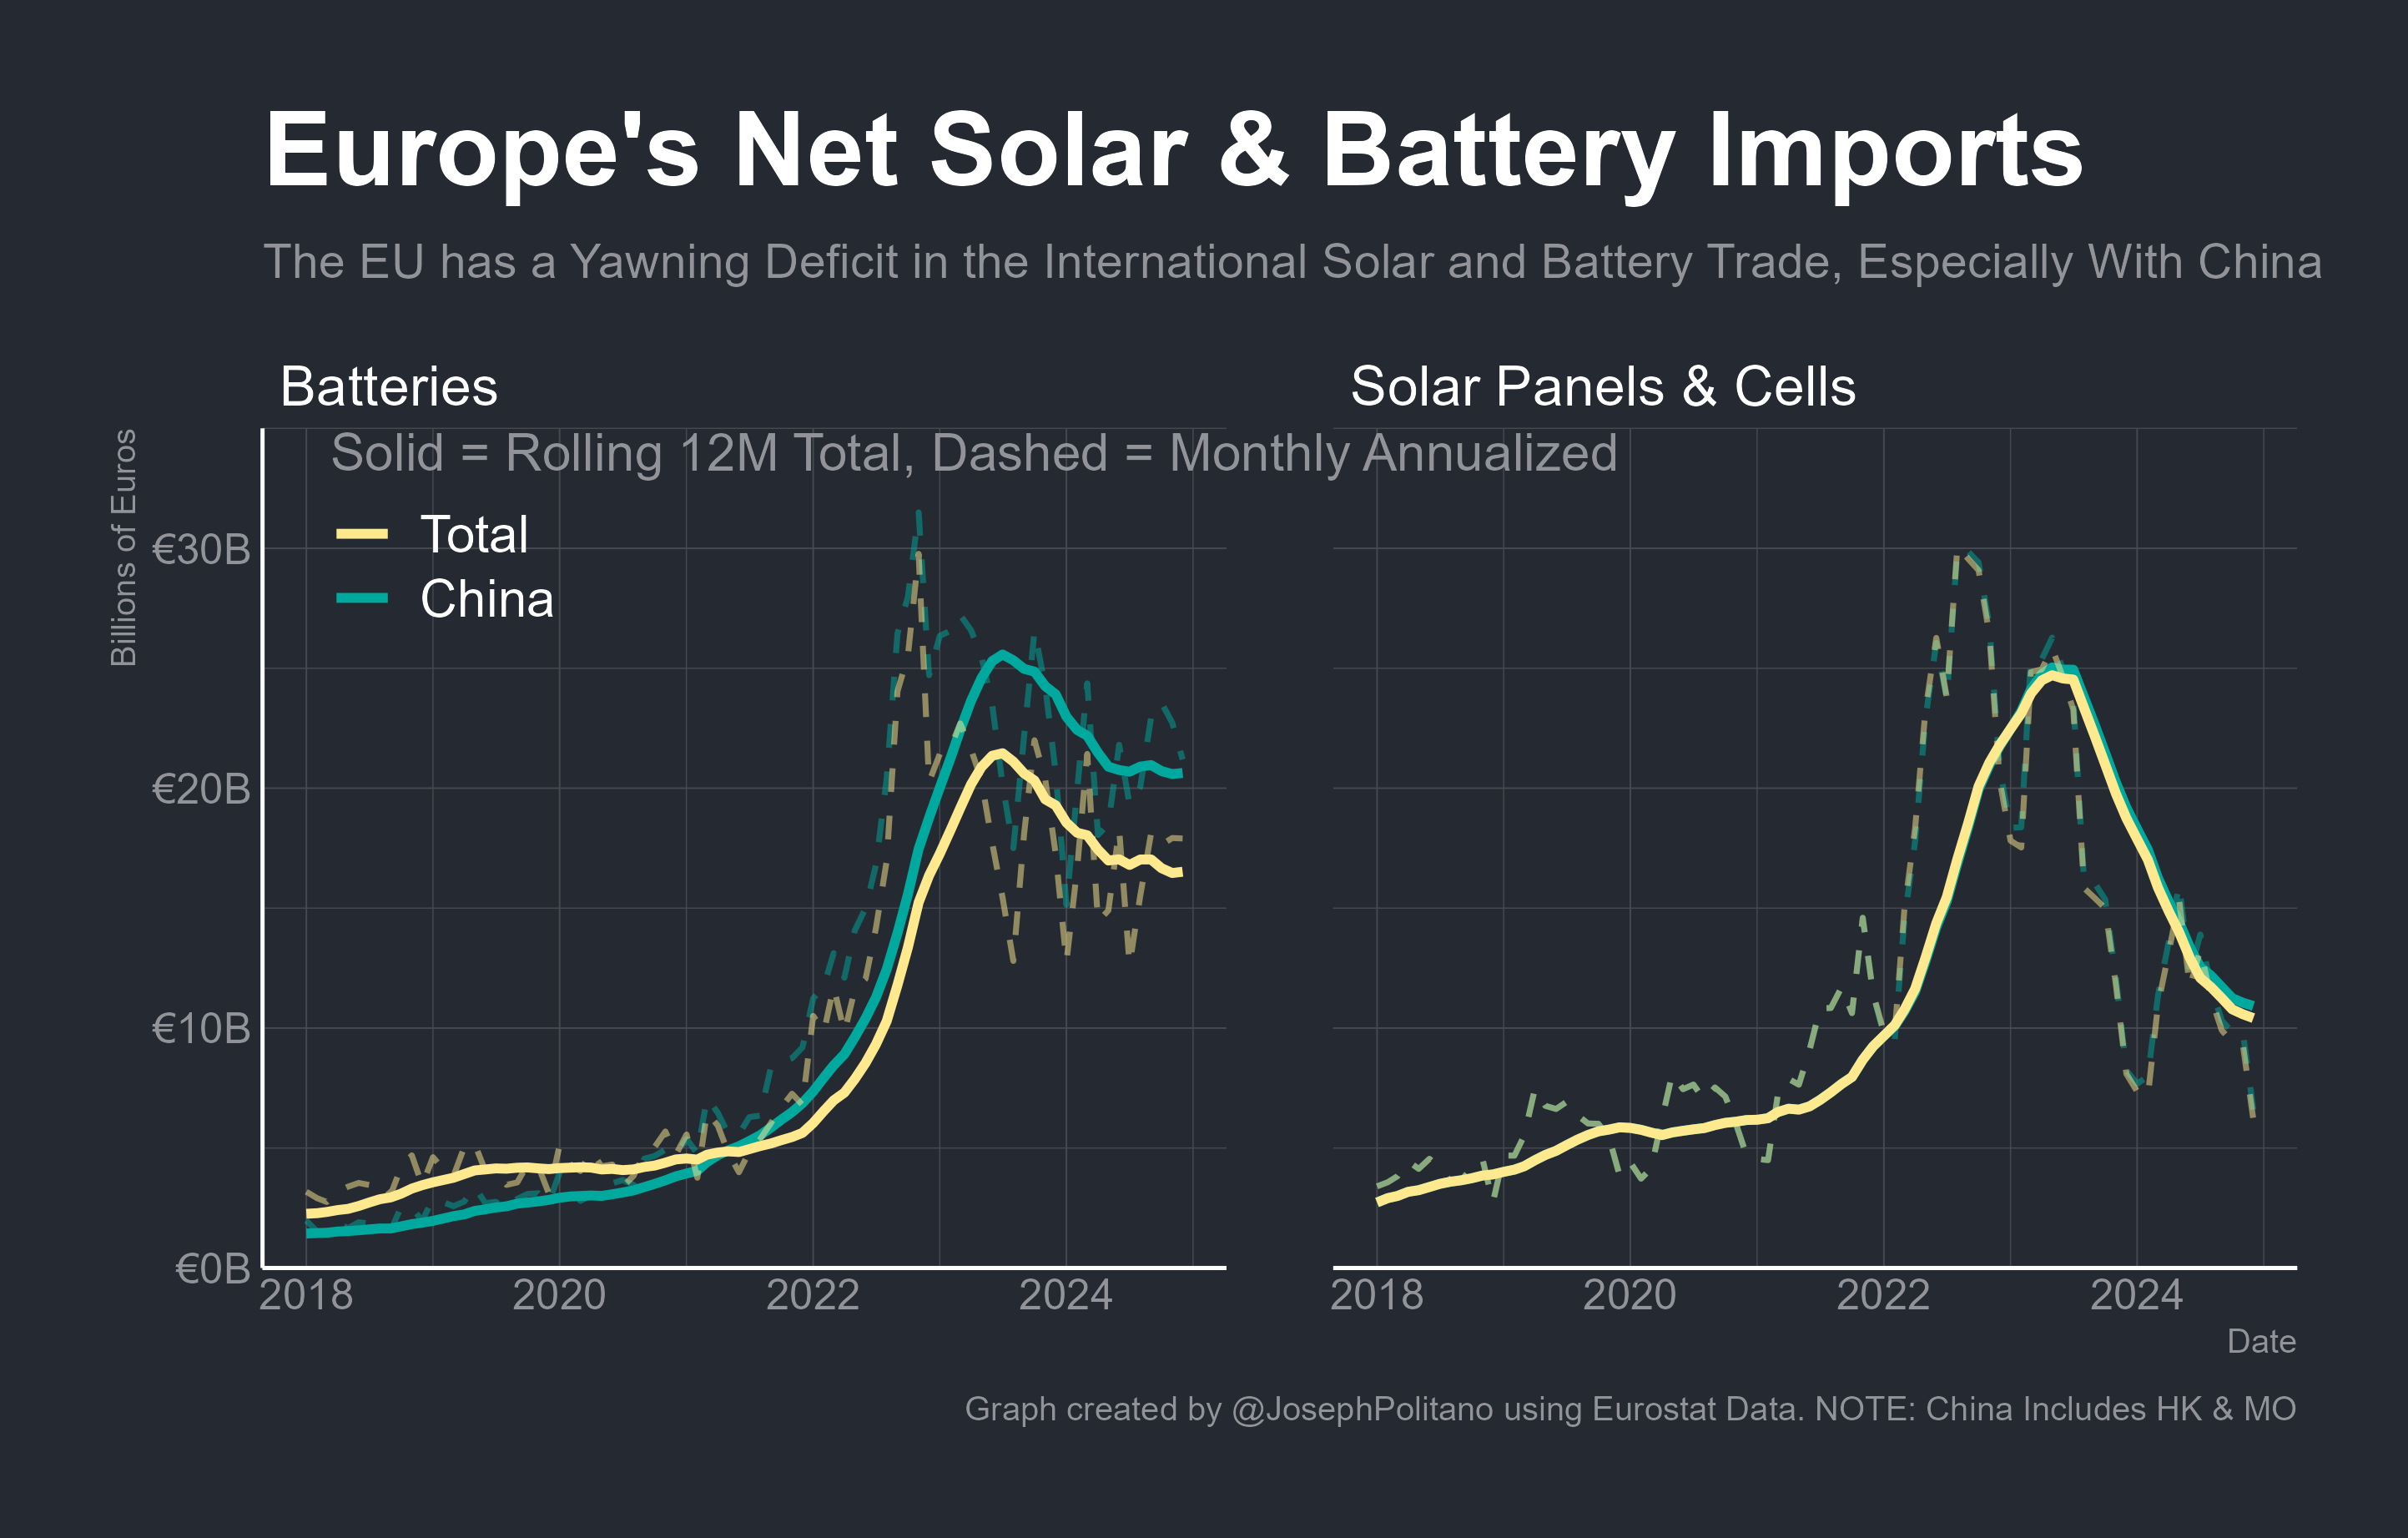 Europe's Net Solar & Battery Imports
The EU has a Yawning Deficit in the International Solar and Battery Trade, Especially With China
Batteries
Solar Panels & Cells
Solid = Rolling 12M Total, Dashed = Monthly Annualized
Total
China
Billions of Euros
€30B
€20B
€10B
€0B
2018 2020 2022 2024
2018 2020 2022 2024
Date
Graph created by @JosephPolitano using Eurostat Data. NOTE: China Includes HK & MO